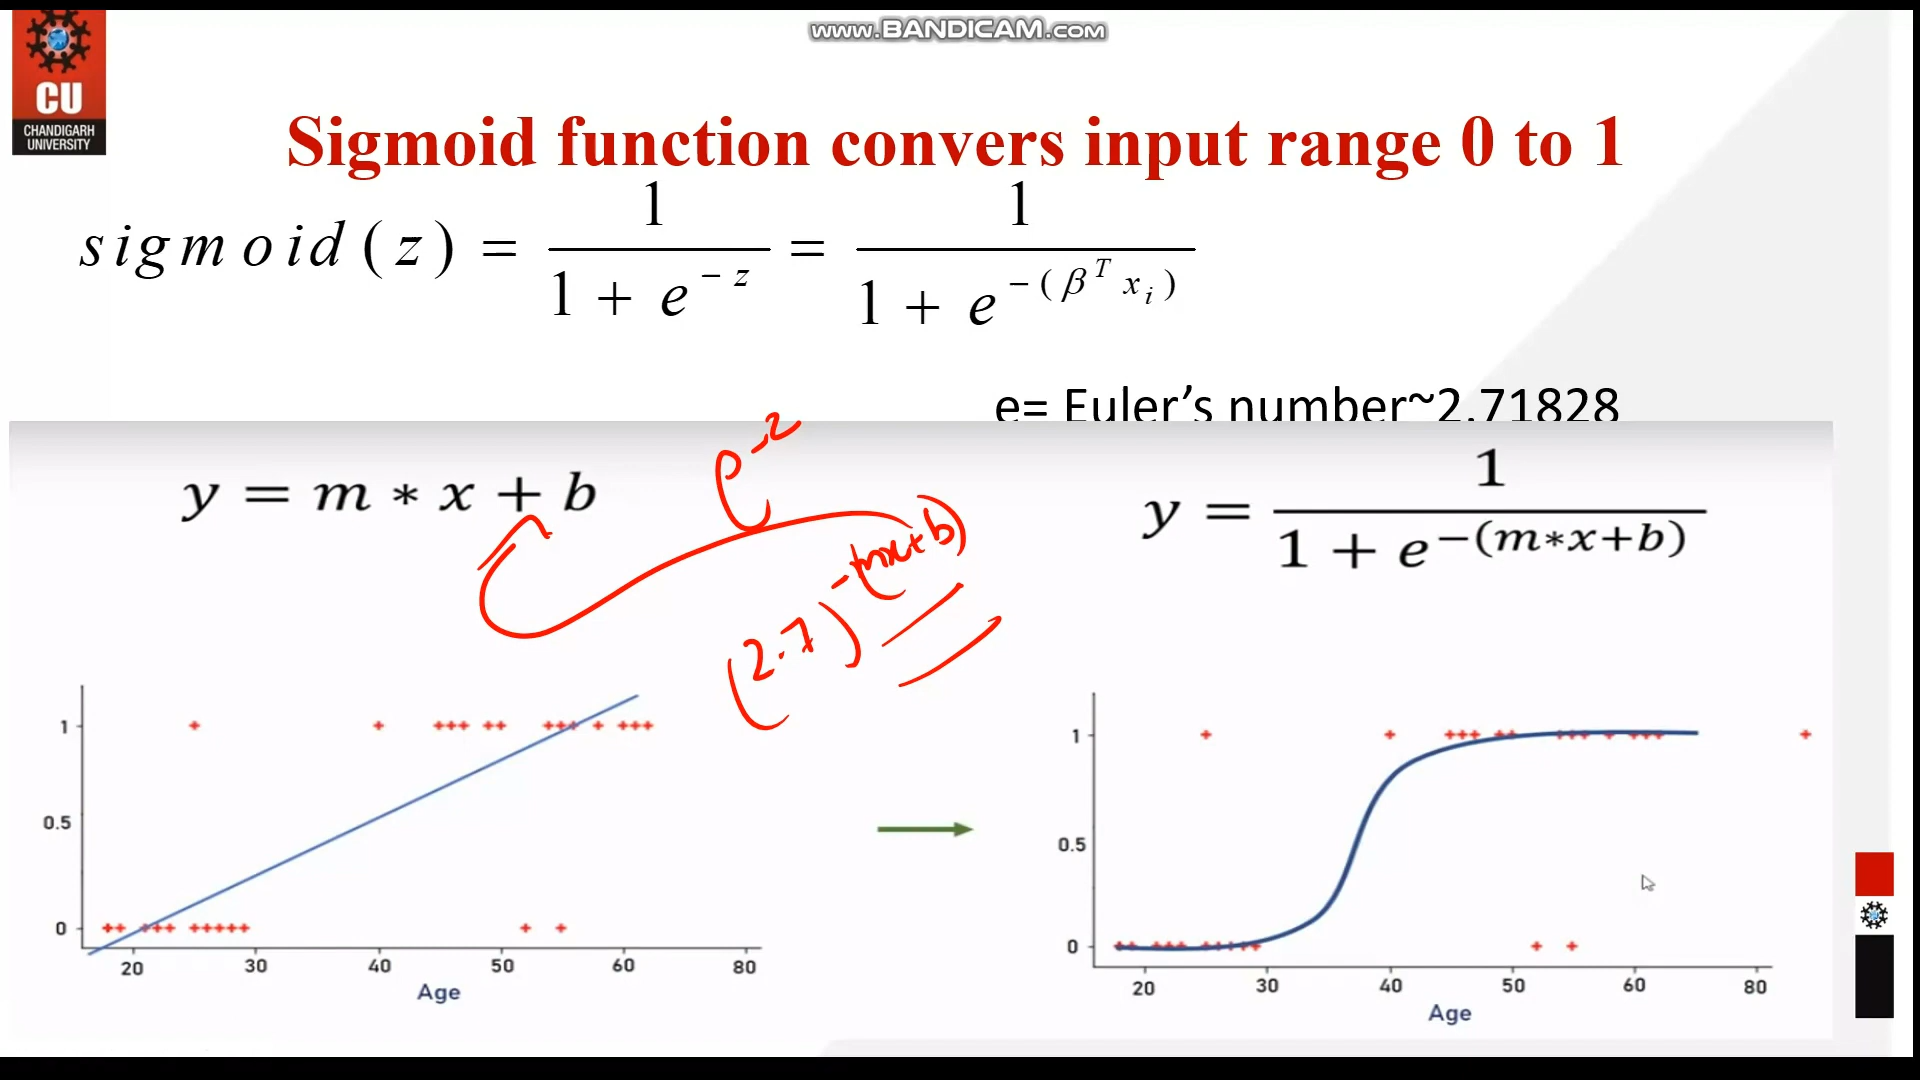 www.BANDICAM.com
CU
CHANDIGARH
UNIVERSITY
Sigmoid function convers input range 0 to 1
sigmoid(z) = 1 / (1 + e^(-z)) = 1 / (1 + e^(-(β^T x_i)))
e= Euler's number~2.71828
y = m * x + b
e^-z
(2.7)^-(mx+b)
y = 1 / (1 + e^(-(m*x+b)))
1
0.5
0
20 30 40 50 60 80
Age
1
0.5
0
20 30 40 50 60 80
Age